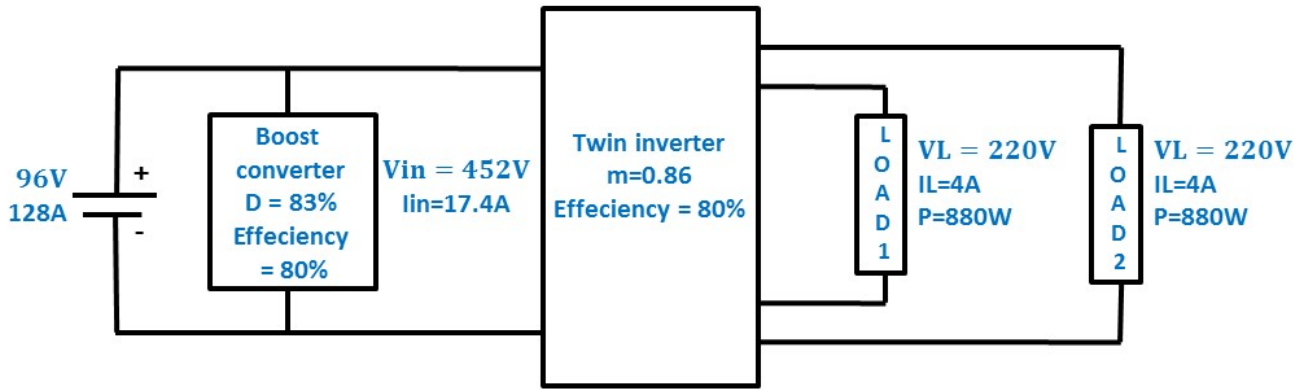 96V
128A
+
-
Boost
converter
D = 83%
Effeciency
= 80%
Vin = 452V
Iin=17.4A
Twin inverter
m=0.86
Effeciency = 80%
L
O
A
D
1
VL = 220V
IL=4A
P=880W
L
O
A
D
2
VL = 220V
IL=4A
P=880W